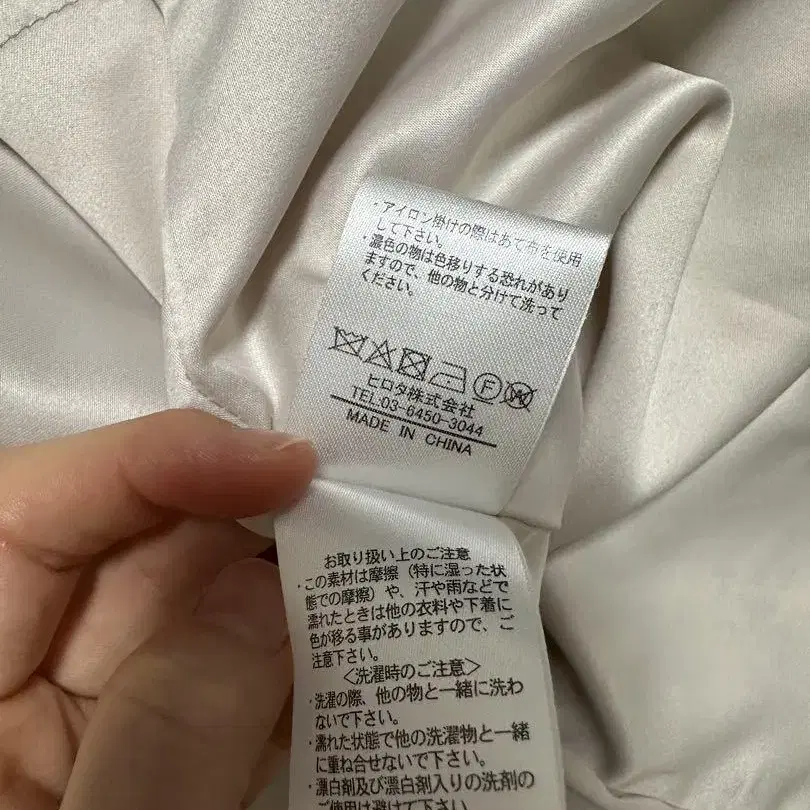 ・アイロン掛けの際はあて布を使用
して下さい。
・濃色の物は色移りする恐れがあり
ますので、他の物と分けて洗って
ください。
F W
ヒロタ株式会社
TEL:03-6450-3044
MADE IN CHINA
お取り扱い上のご注意
・この素材は摩擦(特に湿った状
態での摩擦)や、汗や雨などで
濡れたときは他の衣料や下着に
色が移る事がありますので、ご
注意下さい。
<洗濯時のご注意>
・洗濯の際、他の物と一緒に洗わ
ないで下さい。
・濡れた状態で他の洗濯物と一緒
に重ね合せないで下さい。
・漂白剤及び漂白剤入りの洗剤の
ご使用は避けて下さい。